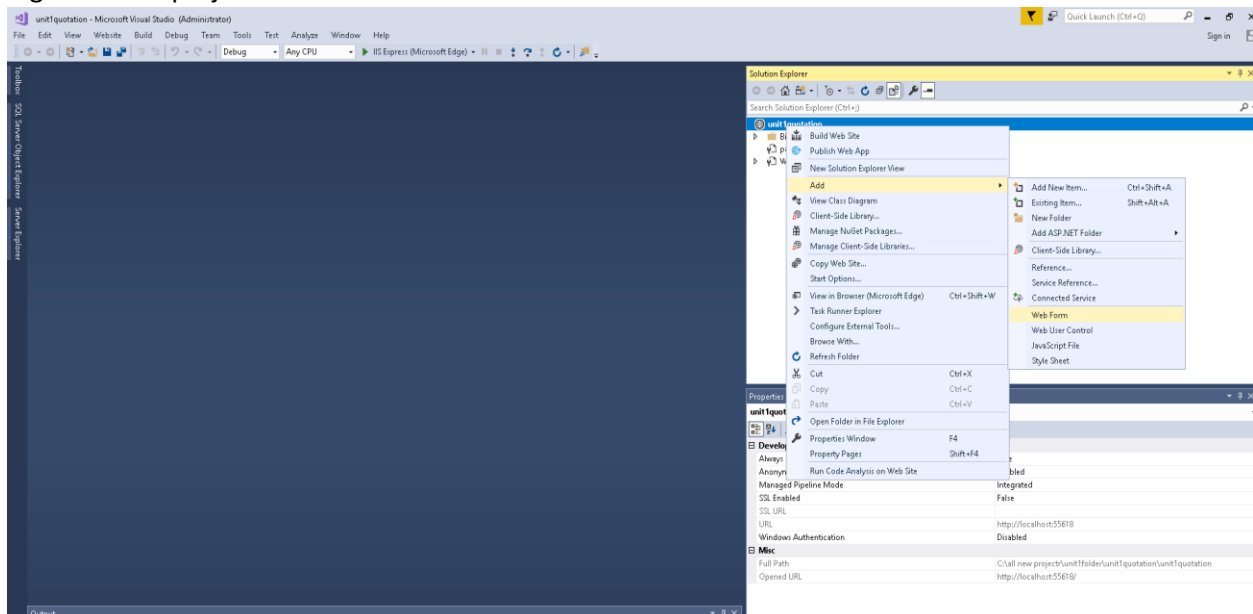 unit1quotation - Microsoft Visual Studio (Administrator)
Quick Launch (Ctrl+Q)
File Edit View Website Build Debug Team Tools Test Analyze Window Help
Sign in
Debug Any CPU IIS Express (Microsoft Edge)
Toolbox
SQL Server Object Explorer
Server Explorer
Solution Explorer
Search Solution Explorer (Ctrl+;)
unit1quotation
Build Web Site
Publish Web App
New Solution Explorer View
Add
View Class Diagram
Client-Side Library...
Manage NuGet Packages...
Manage Client-Side Libraries...
Copy Web Site...
Start Options...
View in Browser (Microsoft Edge) Ctrl+Shift+W
Task Runner Explorer
Configure External Tools...
Browse With...
Refresh Folder
Cut Ctrl+X
Copy Ctrl+C
Paste Ctrl+V
Open Folder in File Explorer
Properties Window F4
Property Pages Shift+F4
Run Code Analysis on Web Site
Add New Item... Ctrl+Shift+A
Existing Item... Shift+Alt+A
New Folder
Add ASP.NET Folder
Client-Side Library...
Reference...
Service Reference...
Connected Service
Web Form
Web User Control
JavaScript File
Style Sheet
Properties
unit1quot
Develo
Always
Anonyn bled
Managed Pipeline Mode Integrated
SSL Enabled False
SSL URL
URL http://localhost:55618
Windows Authentication Disabled
Misc
Full Path C:\all new projectr\unit1folder\unit1quotation\unit1quotation
Opened URL http://localhost:55618/
Output